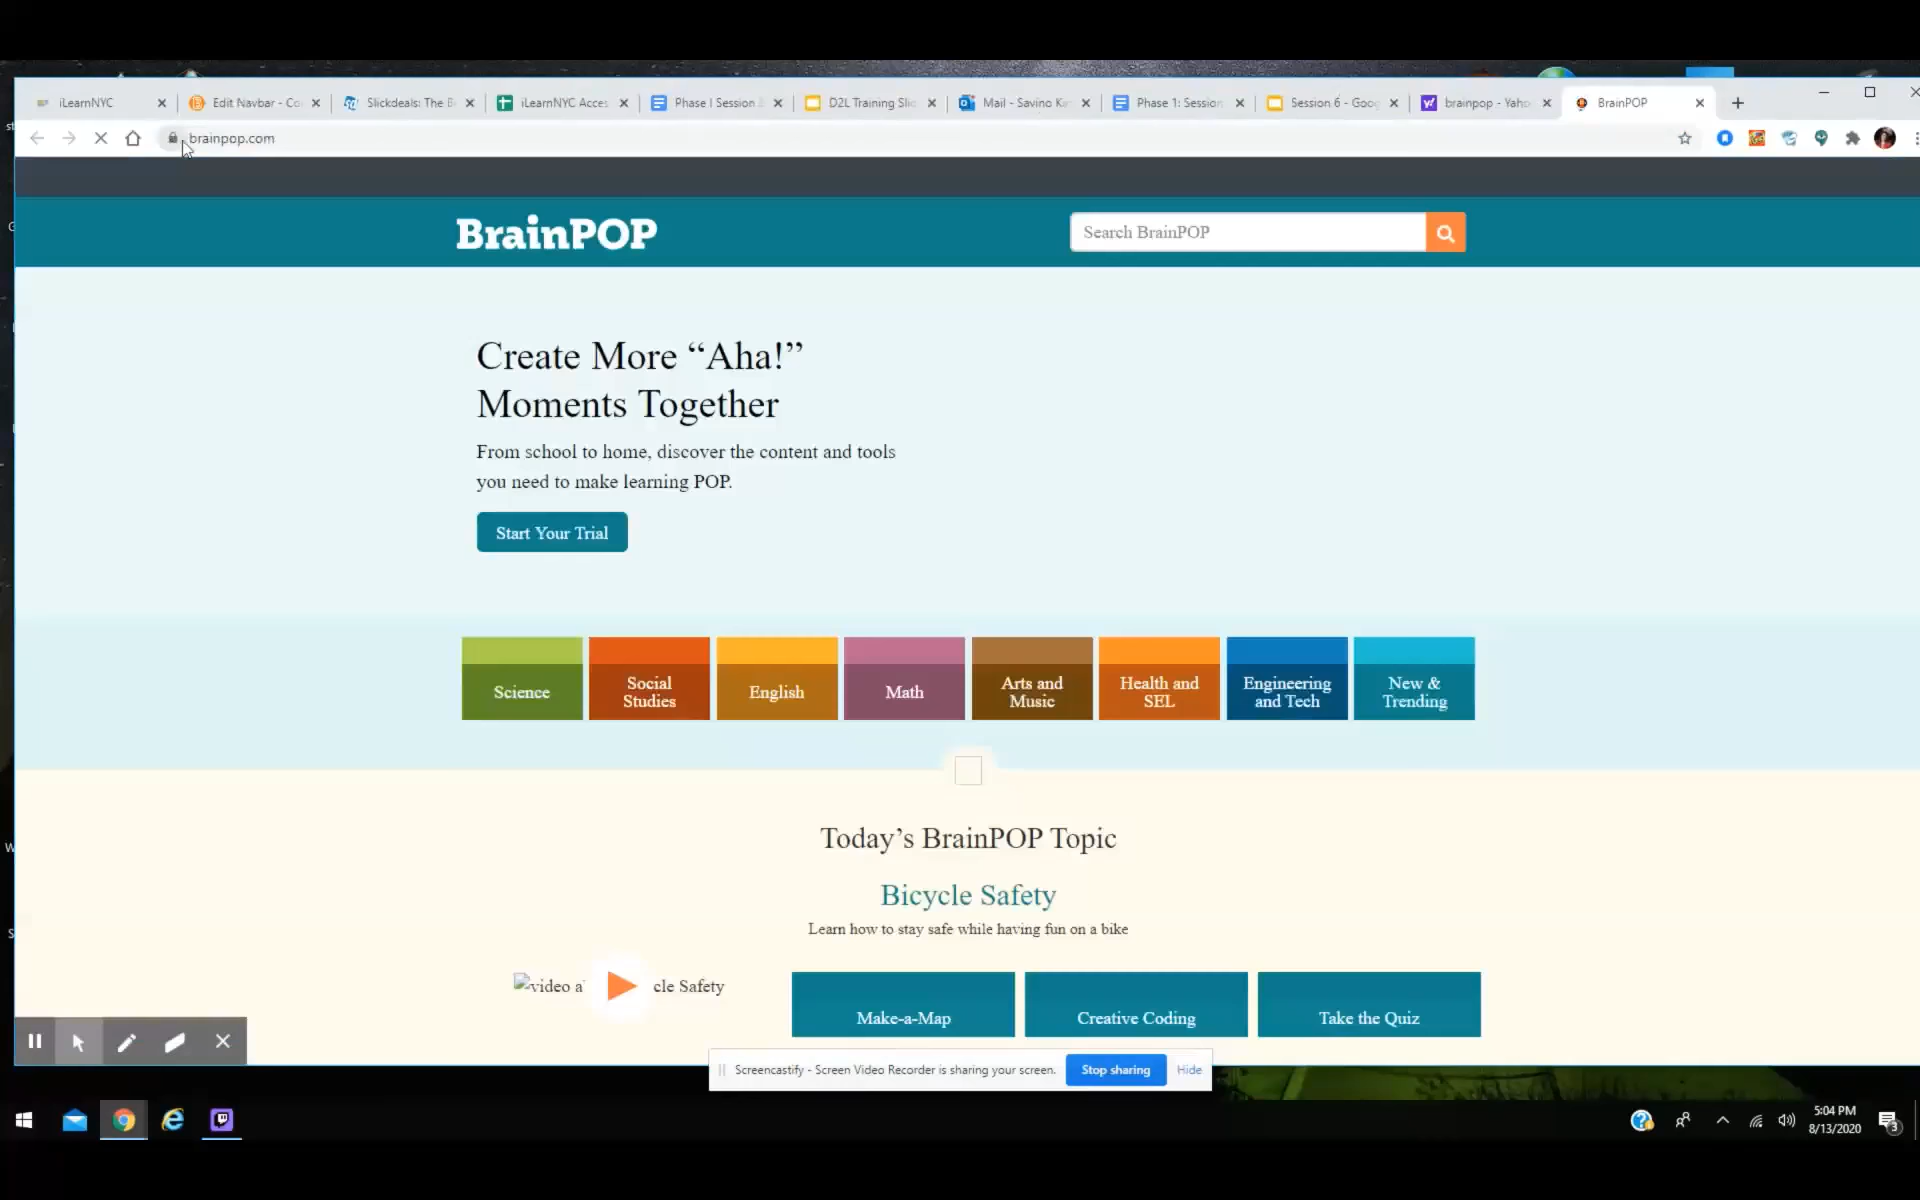 iLearnNYC
Edit Navbar - Co
Slickdeals: The B
iLearnNYC Acces
Phase I Session
D2L Training Slic
Mail - Savino Ka
Phase 1: Session
Session 6 - Goog
brainpop - Yaho
BrainPOP
brainpop.com
BrainPOP
Search BrainPOP
Create More “Aha!”
Moments Together
From school to home, discover the content and tools
you need to make learning POP.
Start Your Trial
Science
Social
Studies
English
Math
Arts and
Music
Health and
SEL
Engineering
and Tech
New &
Trending
Today’s BrainPOP Topic
Bicycle Safety
Learn how to stay safe while having fun on a bike
video a
cle Safety
Make-a-Map
Creative Coding
Take the Quiz
Screencastify - Screen Video Recorder is sharing your screen.
Stop sharing
Hide
5:04 PM
8/13/2020
3